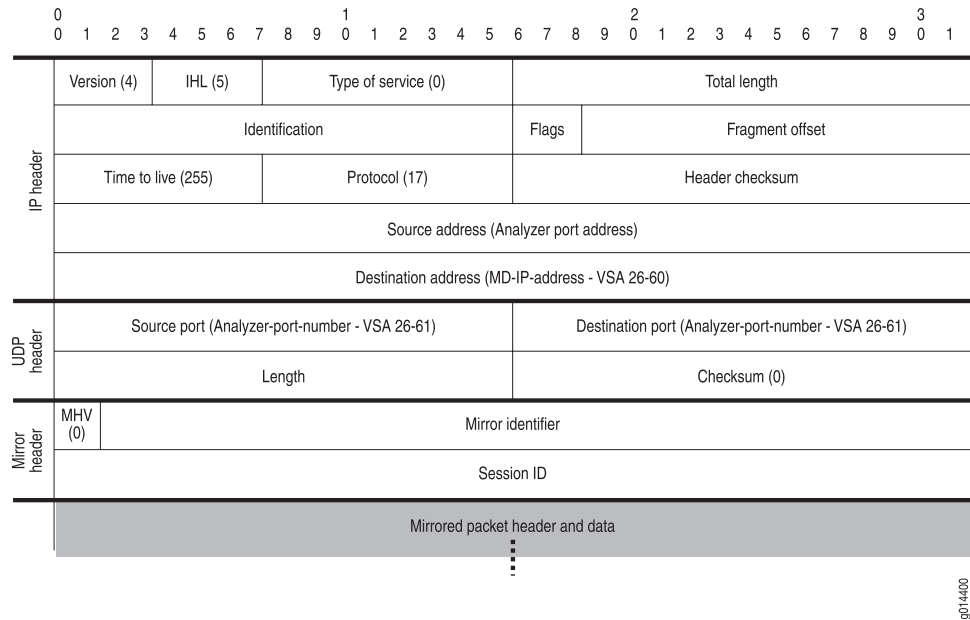 0 1 2 3
0 1 2 3 4 5 6 7 8 9 0 1 2 3 4 5 6 7 8 9 0 1 2 3 4 5 6 7 8 9 0 1
IP header
Version (4) IHL (5) Type of service (0) Total length
Identification Flags Fragment offset
Time to live (255) Protocol (17) Header checksum
Source address (Analyzer port address)
Destination address (MD-IP-address - VSA 26-60)
UDP
header
Source port (Analyzer-port-number - VSA 26-61) Destination port (Analyzer-port-number - VSA 26-61)
Length Checksum (0)
Mirror
header
MHV
(0)
Mirror identifier
Session ID
Mirrored packet header and data
g014400